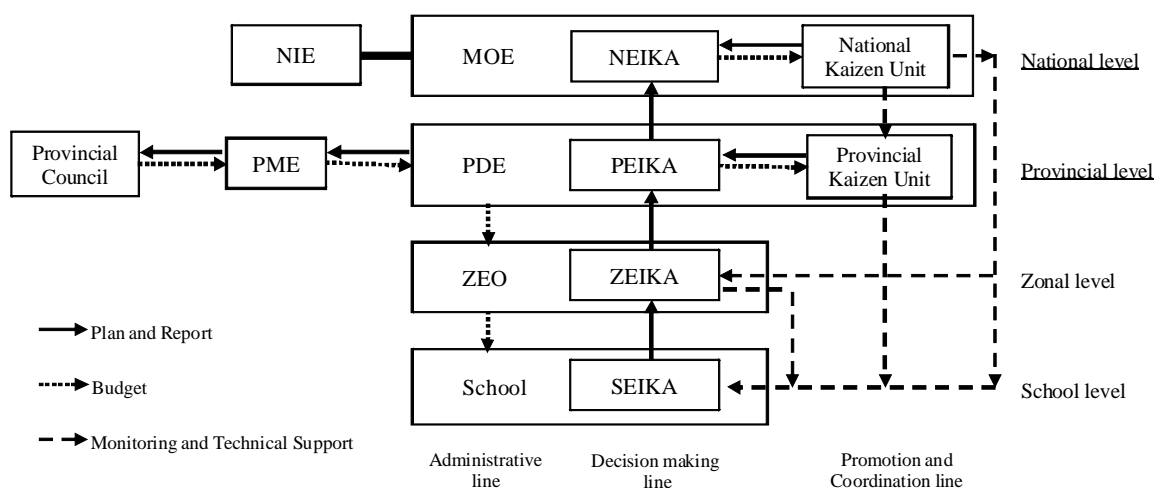 NIE
MOE
NEIKA
National
Kaizen Unit
National level
Provincial
Council
PME
PDE
PEIKA
Provincial
Kaizen Unit
Provincial level
ZEO
ZEIKA
Zonal level
Plan and Report
Budget
School
SEIKA
School level
Monitoring and Technical Support
Administrative
line
Decision making
line
Promotion and
Coordination line